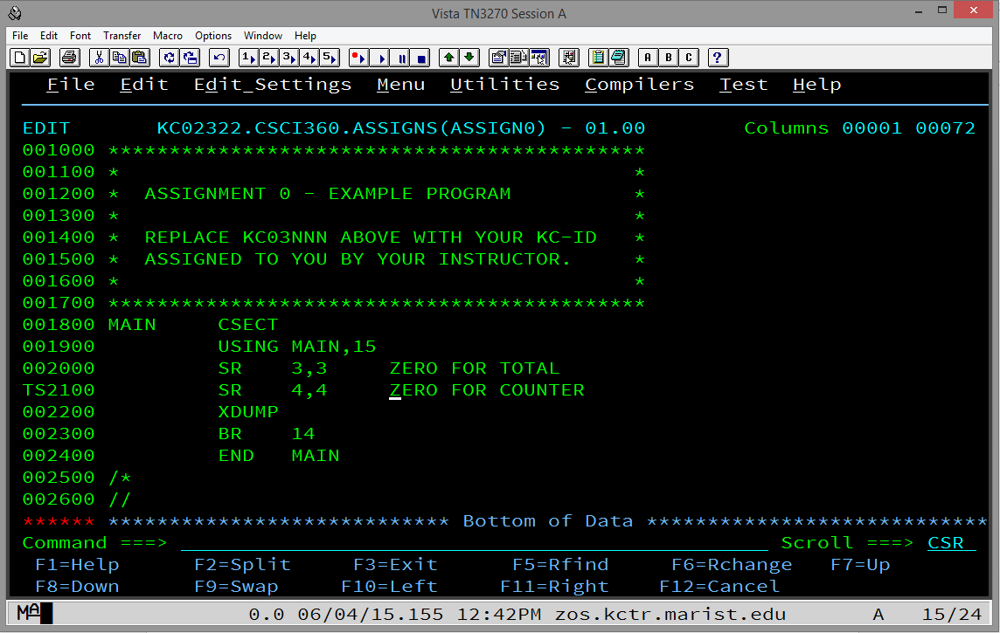 Vista TN3270 Session A
File Edit Font Transfer Macro Options Window Help
1 2 3 4 5 A B C ?
File Edit Edit_Settings Menu Utilities Compilers Test Help
EDIT KC02322.CSCI360.ASSIGNS(ASSIGN0) - 01.00 Columns 00001 00072
001000 ********************************************
001100 * *
001200 * ASSIGNMENT 0 - EXAMPLE PROGRAM *
001300 * *
001400 * REPLACE KC03NNN ABOVE WITH YOUR KC-ID *
001500 * ASSIGNED TO YOU BY YOUR INSTRUCTOR. *
001600 * *
001700 ********************************************
001800 MAIN CSECT
001900 USING MAIN,15
002000 SR 3,3 ZERO FOR TOTAL
TS2100 SR 4,4 ZERO FOR COUNTER
002200 XDUMP
002300 BR 14
002400 END MAIN
002500 /*
002600 //
****** **************************** Bottom of Data ****************************
Command ===> Scroll ===> CSR
F1=Help F2=Split F3=Exit F5=Rfind F6=Rchange F7=Up
F8=Down F9=Swap F10=Left F11=Right F12=Cancel
MA 0.0 06/04/15.155 12:42PM zos.kctr.marist.edu A 15/24